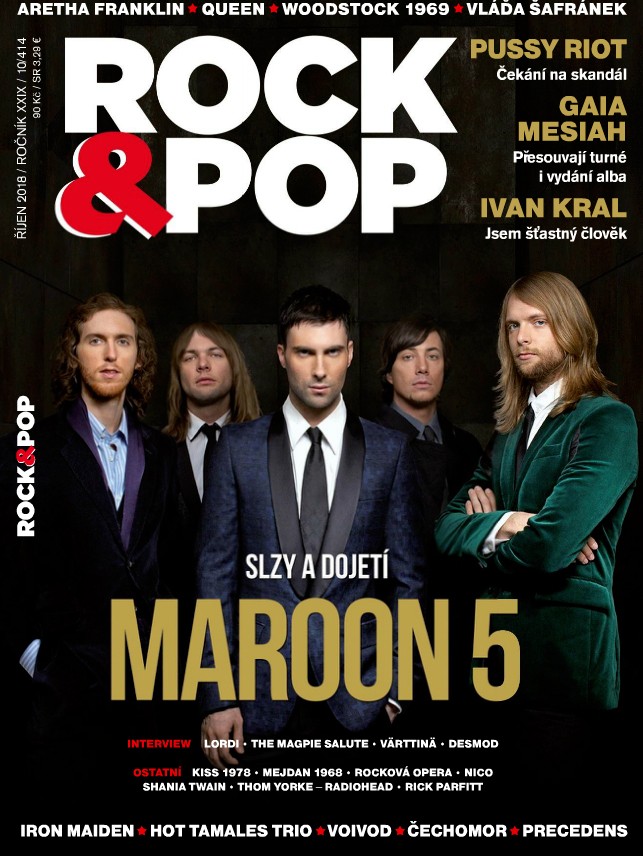 ARETHA FRANKLIN ★ QUEEN ★ WOODSTOCK 1969 ★ VLÁĎA ŠAFRÁNEK
ŘÍJEN 2018 / ROČNÍK XXIX / 10/414
90 Kč / SR 3,29 €
ROCK
&POP
PUSSY RIOT
Čekání na skandál
GAIA
MESIAH
Přesouvají turné
i vydání alba
IVAN KRAL
Jsem šťastný člověk
ROCK&POP
SLZY A DOJETÍ
MAROON 5
INTERVIEW LORDI • THE MAGPIE SALUTE • VÄRTTINÄ • DESMOD
OSTATNÍ KISS 1978 • MEJDAN 1968 • ROCKOVÁ OPERA • NICO
SHANIA TWAIN • THOM YORKE – RADIOHEAD • RICK PARFITT
IRON MAIDEN ★ HOT TAMALES TRIO ★ VOIVOD ★ ČECHOMOR ★ PRECEDENS